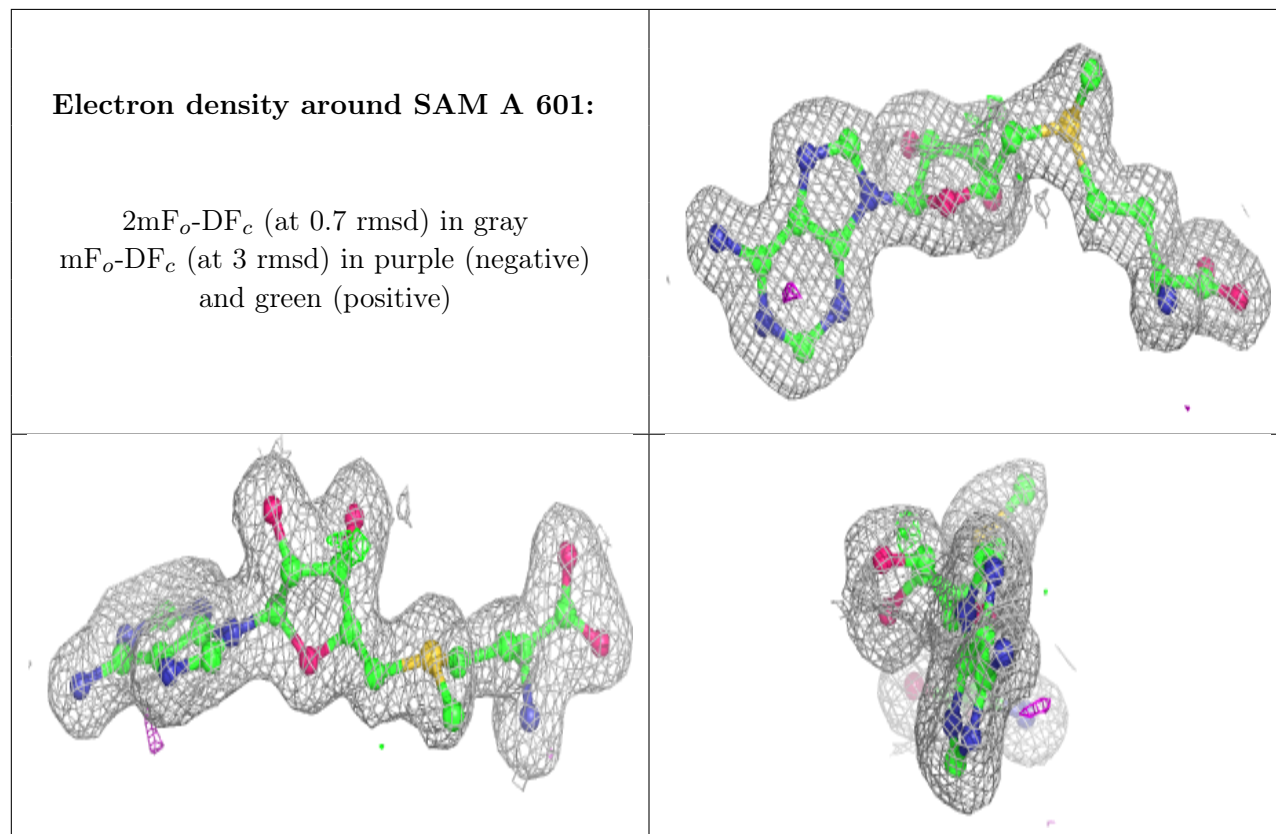 Electron density around SAM A 601:
2mFo-DFc (at 0.7 rmsd) in gray
mFo-DFc (at 3 rmsd) in purple (negative)
and green (positive)